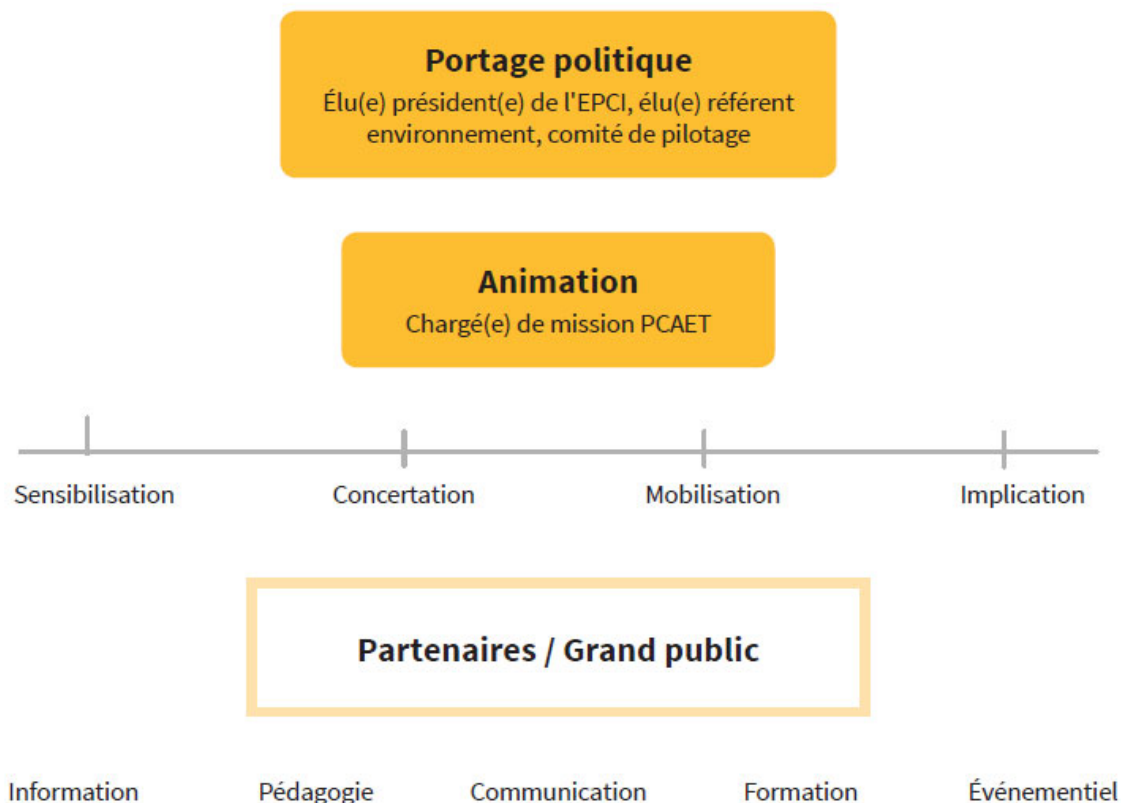 Portage politique
Élu(e) président(e) de l'EPCI, élu(e) référent
environnement, comité de pilotage
Animation
Chargé(e) de mission PCAET
Sensibilisation
Concertation
Mobilisation
Implication
Partenaires / Grand public
Information
Pédagogie
Communication
Formation
Événementiel